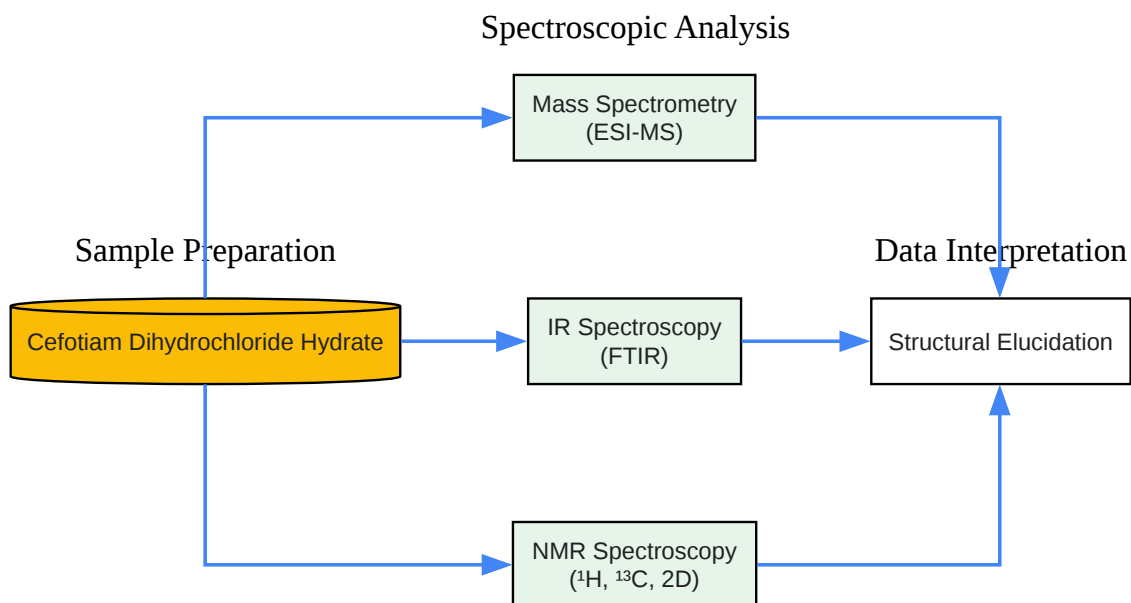 Spectroscopic Analysis
Mass Spectrometry
(ESI-MS)
Sample Preparation
Data Interpretation
Cefotiam Dihydrochloride Hydrate
IR Spectroscopy
(FTIR)
Structural Elucidation
NMR Spectroscopy
(¹H, ¹³C, 2D)